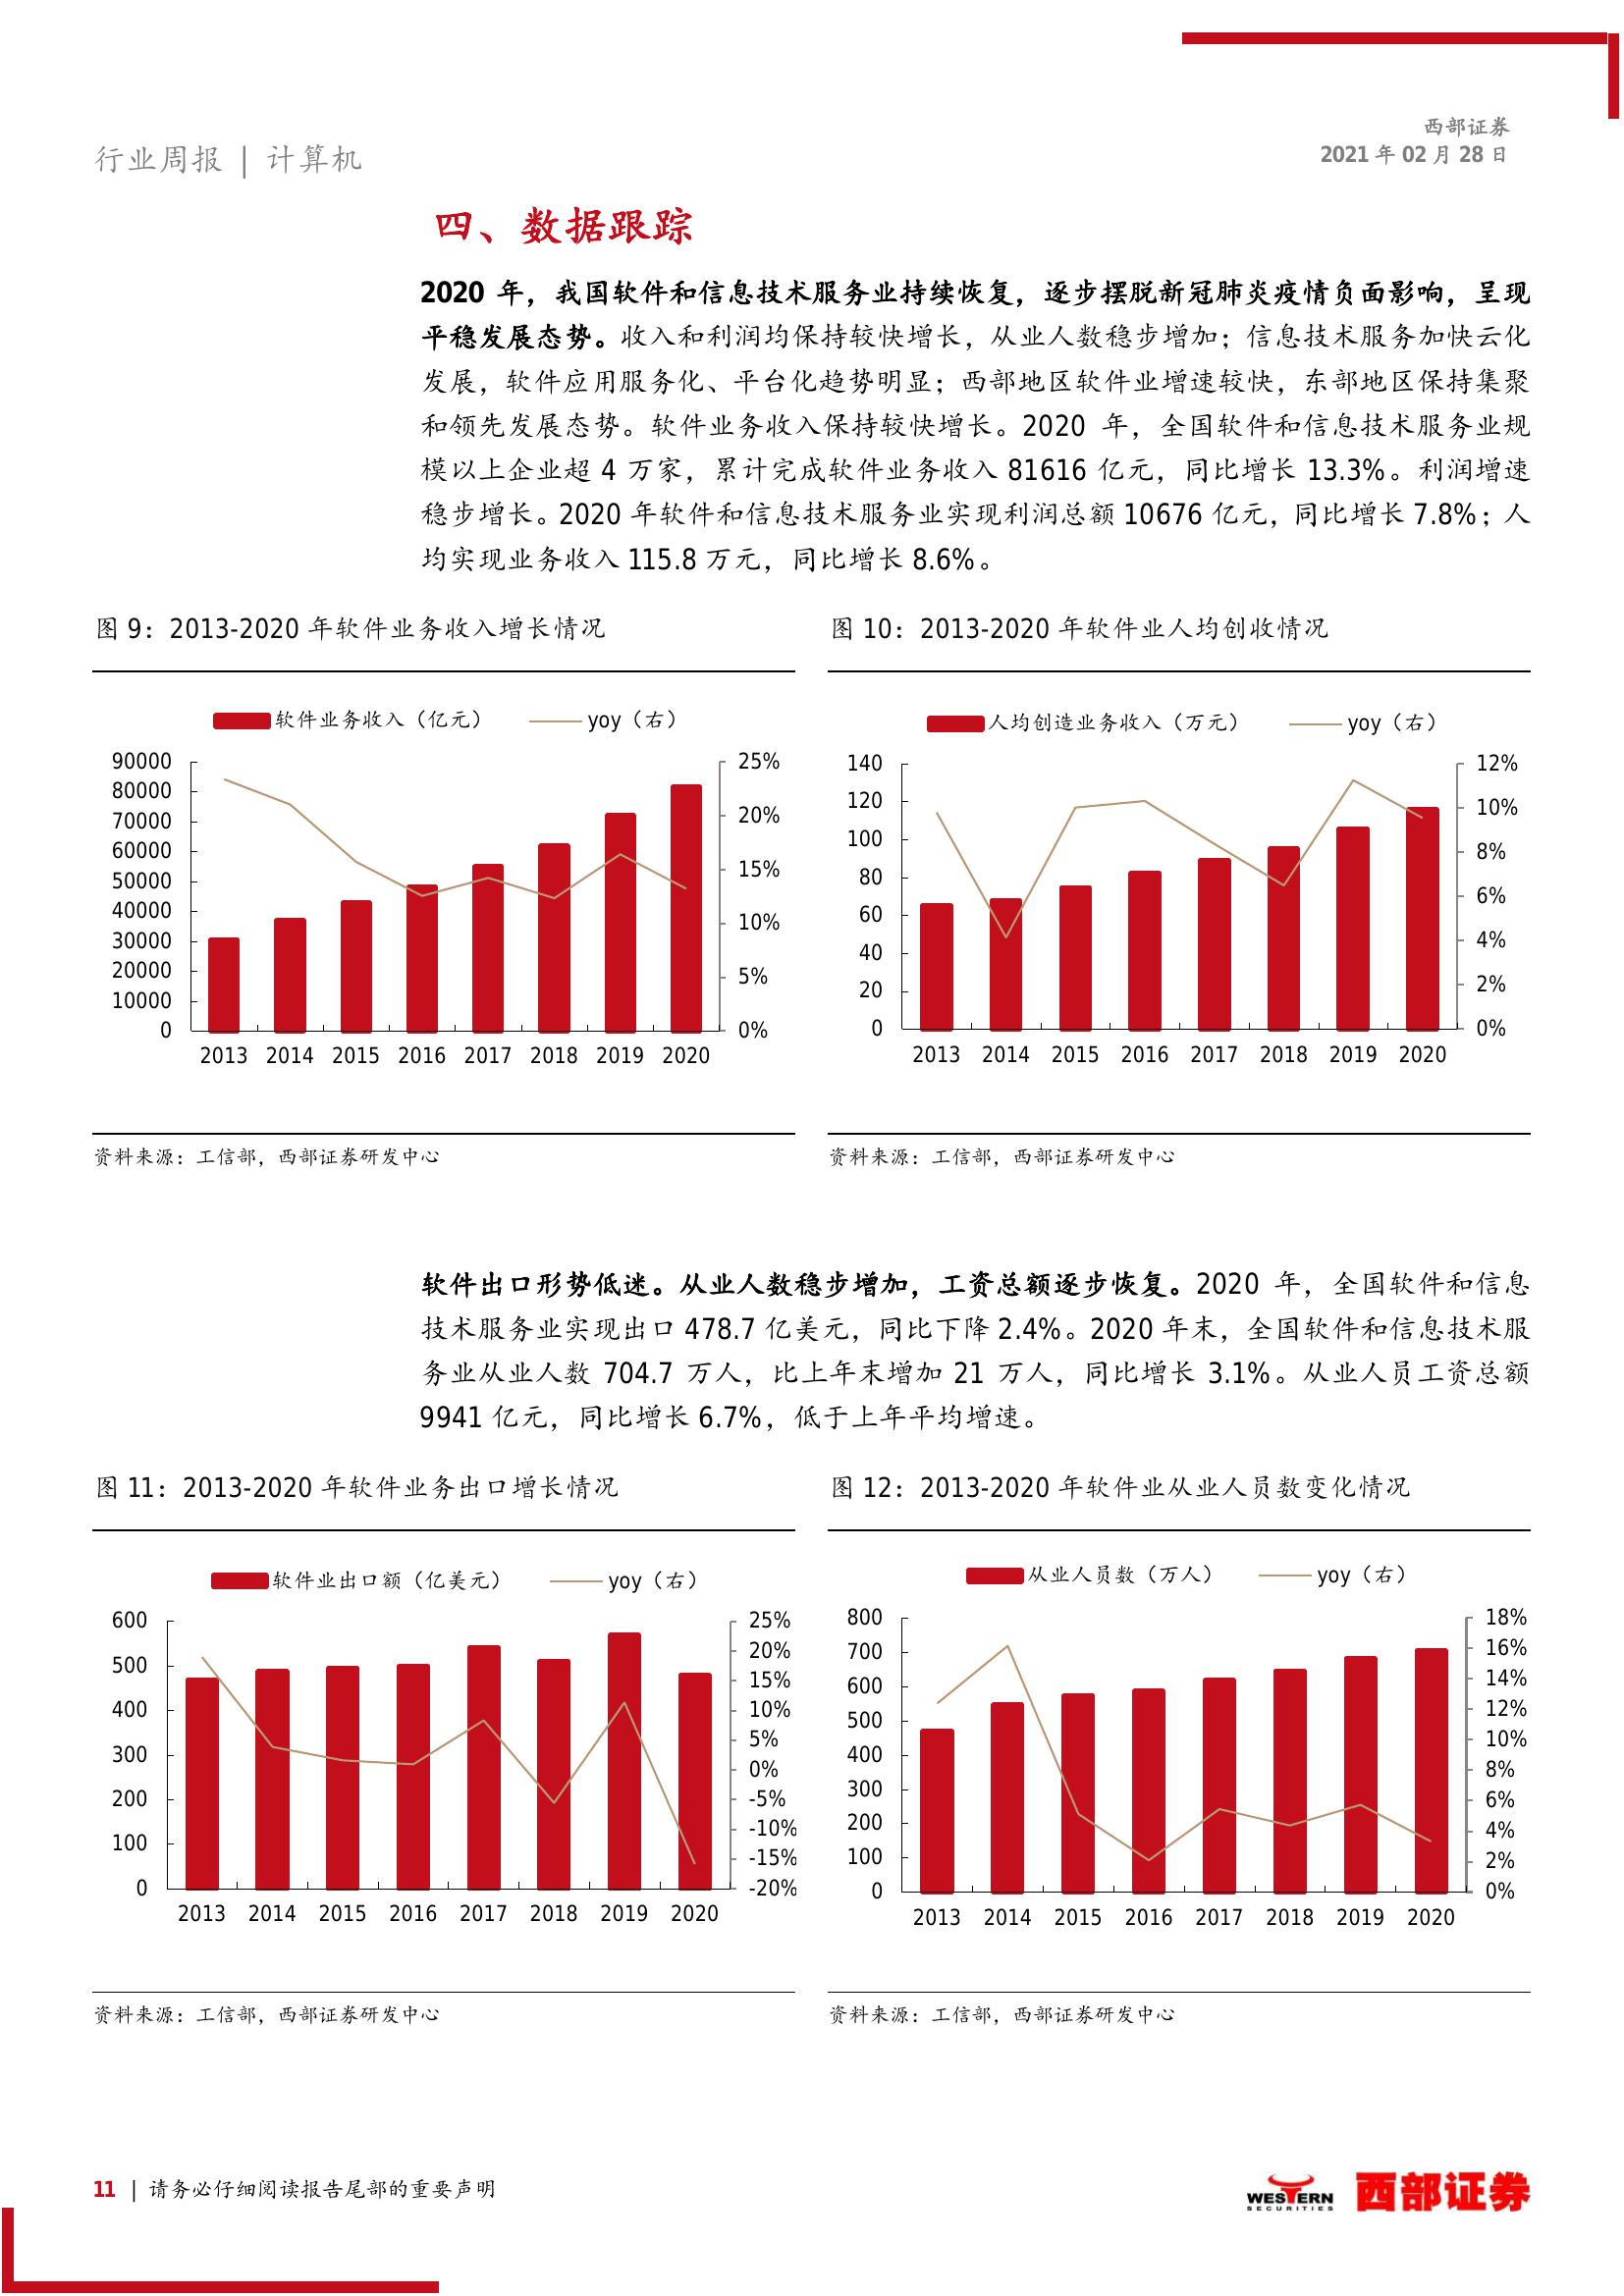 西部证券
2021 年 02 月 28 日
行业周报 | 计算机
四、数据跟踪
2020 年，我国软件和信息技术服务业持续恢复，逐步摆脱新冠肺炎疫情负面影响，呈现
平稳发展态势。收入和利润均保持较快增长，从业人数稳步增加；信息技术服务加快云化
发展，软件应用服务化、平台化趋势明显；西部地区软件业增速较快，东部地区保持集聚
和领先发展态势。软件业务收入保持较快增长。2020 年，全国软件和信息技术服务业规
模以上企业超 4 万家，累计完成软件业务收入 81616 亿元，同比增长 13.3%。利润增速
稳步增长。2020 年软件和信息技术服务业实现利润总额 10676 亿元，同比增长 7.8%；人
均实现业务收入 115.8 万元，同比增长 8.6%。
图 9：2013-2020 年软件业务收入增长情况
软件业务收入（亿元） yoy（右）
90000
80000
70000
60000
50000
40000
30000
20000
10000
0
25%
20%
15%
10%
5%
0%
2013 2014 2015 2016 2017 2018 2019 2020
资料来源：工信部，西部证券研发中心
图 10：2013-2020 年软件业人均创收情况
人均创造业务收入（万元） yoy（右）
140
120
100
80
60
40
20
0
12%
10%
8%
6%
4%
2%
0%
2013 2014 2015 2016 2017 2018 2019 2020
资料来源：工信部，西部证券研发中心
软件出口形势低迷。从业人数稳步增加，工资总额逐步恢复。2020 年，全国软件和信息
技术服务业实现出口 478.7 亿美元，同比下降 2.4%。2020 年末，全国软件和信息技术服
务业从业人数 704.7 万人，比上年末增加 21 万人，同比增长 3.1%。从业人员工资总额
9941 亿元，同比增长 6.7%，低于上年平均增速。
图 11：2013-2020 年软件业务出口增长情况
软件业出口额（亿美元） yoy（右）
600
500
400
300
200
100
0
25%
20%
15%
10%
5%
0%
-5%
-10%
-15%
-20%
2013 2014 2015 2016 2017 2018 2019 2020
资料来源：工信部，西部证券研发中心
图 12：2013-2020 年软件业从业人员数变化情况
从业人员数（万人） yoy（右）
800
700
600
500
400
300
200
100
0
18%
16%
14%
12%
10%
8%
6%
4%
2%
0%
2013 2014 2015 2016 2017 2018 2019 2020
资料来源：工信部，西部证券研发中心
11 | 请务必仔细阅读报告尾部的重要声明
WESTERN
SECURITIES
西部证券